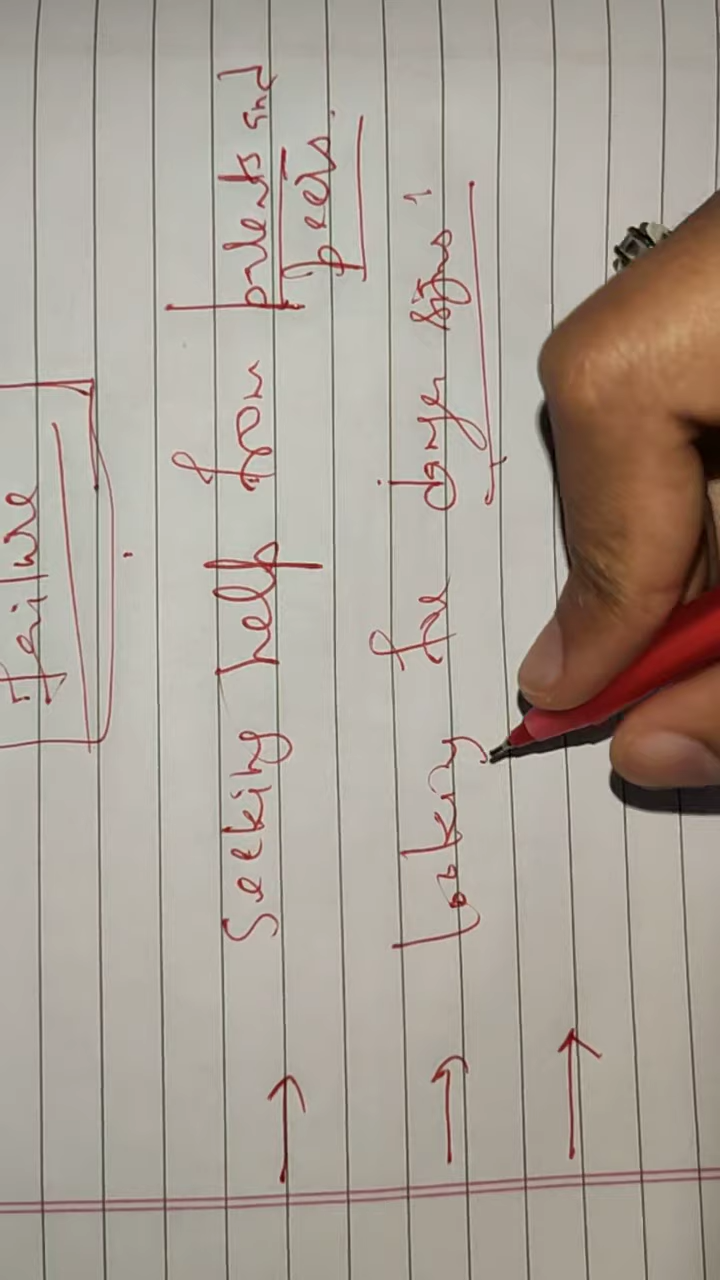 failure
→ Seeking help from parents and
peers.
→ Looking for danger signs
→